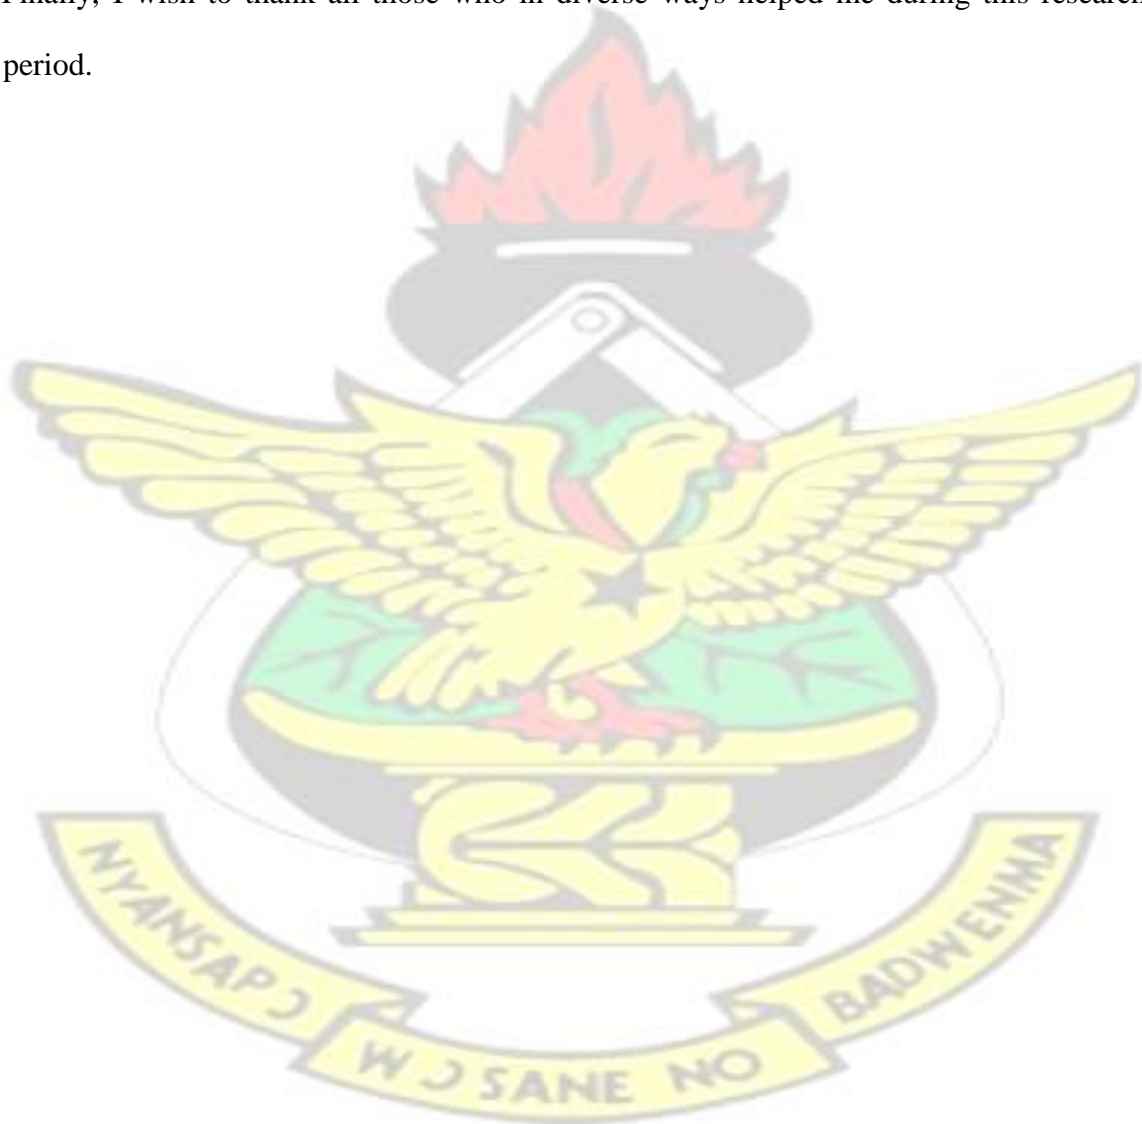 Finally, I wish to thank all those who in diverse ways helped me during this research
period.
NYANSAPƆ
WƆSANE NO
BADWENMA